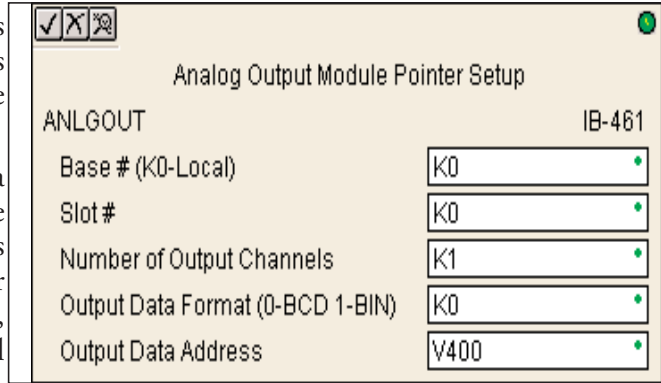 Analog Output Module Pointer Setup
ANLGOUT IB-461
Base # (K0-Local) K0
Slot # K0
Number of Output Channels K1
Output Data Format (0-BCD 1-BIN) K0
Output Data Address V400